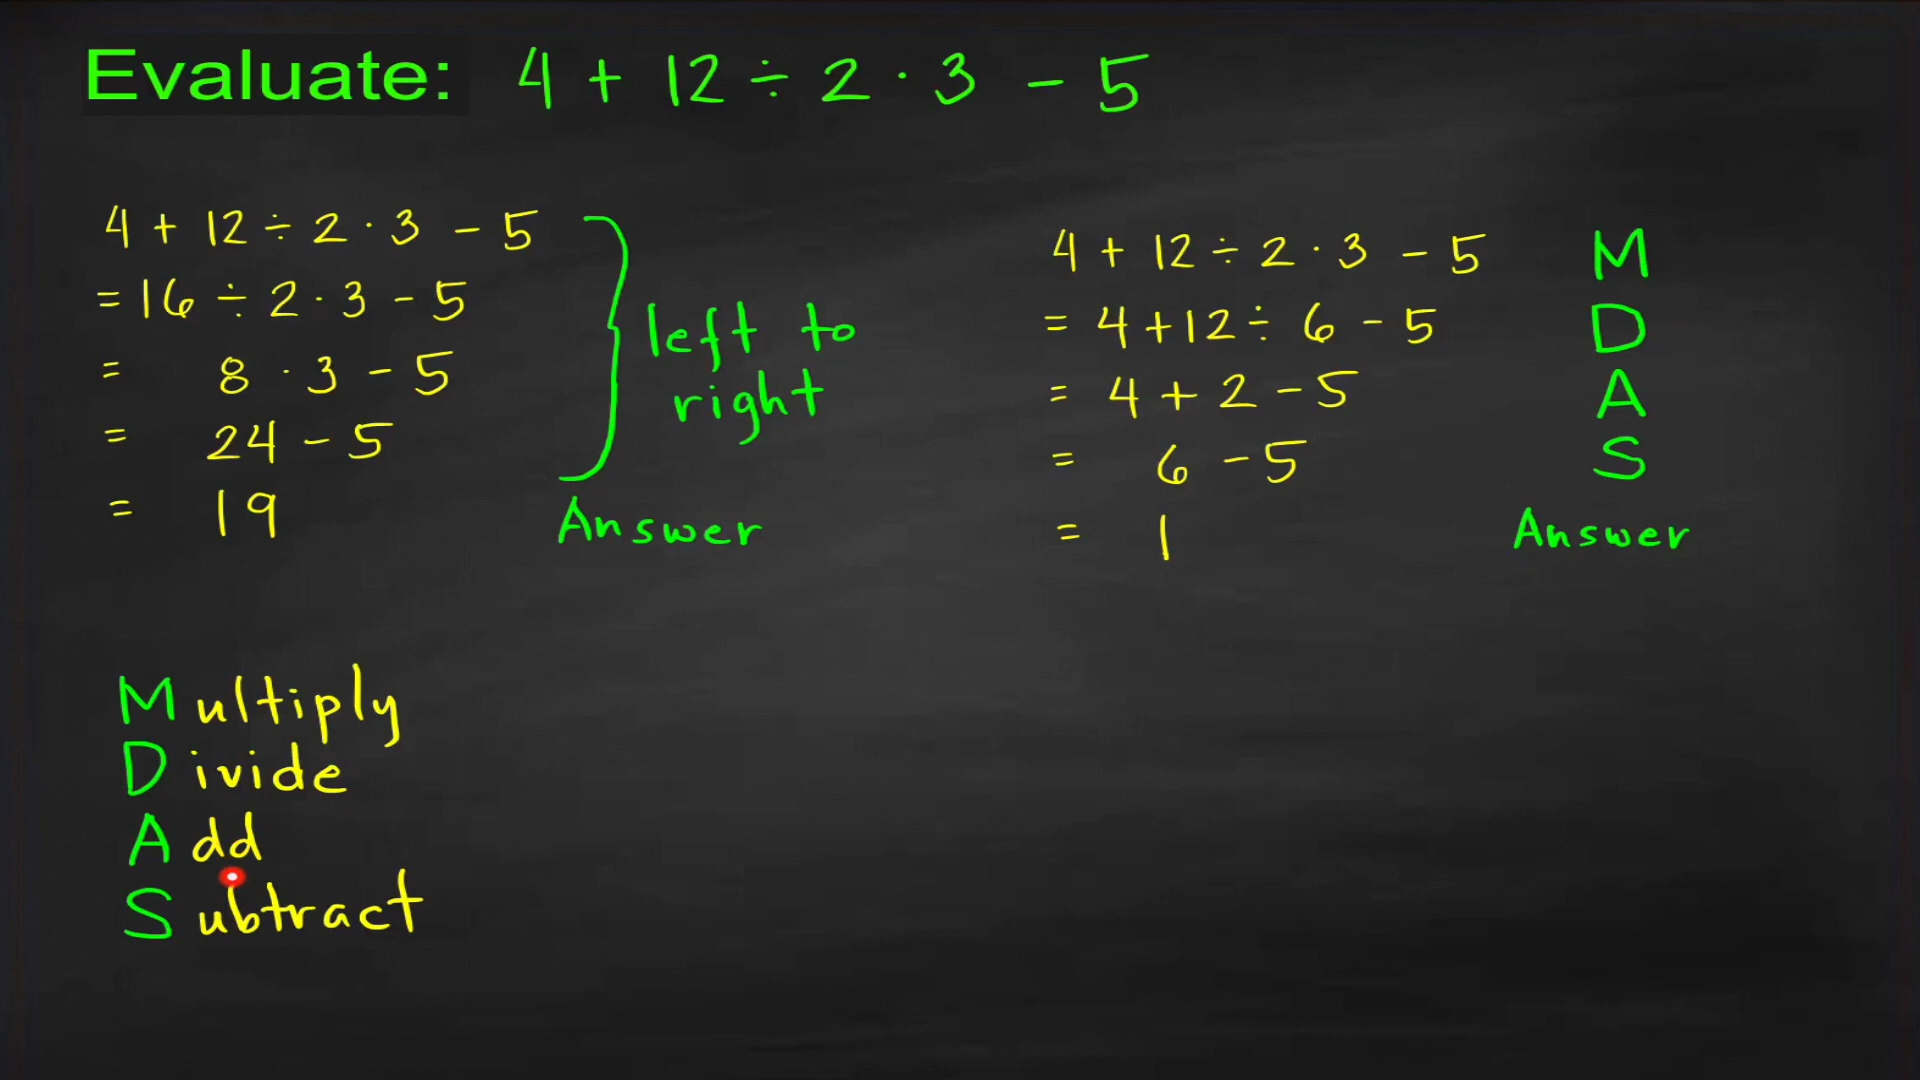 Evaluate: 4 + 12 ÷ 2 · 3 - 5
4 + 12 ÷ 2 · 3 - 5
= 16 ÷ 2 · 3 - 5
= 8 · 3 - 5
= 24 - 5
= 19
left to
right
Answer
4 + 12 ÷ 2 · 3 - 5 M
= 4 + 12 ÷ 6 - 5 D
= 4 + 2 - 5 A
= 6 - 5 S
= 1 Answer
Multiply
Divide
Add
Subtract